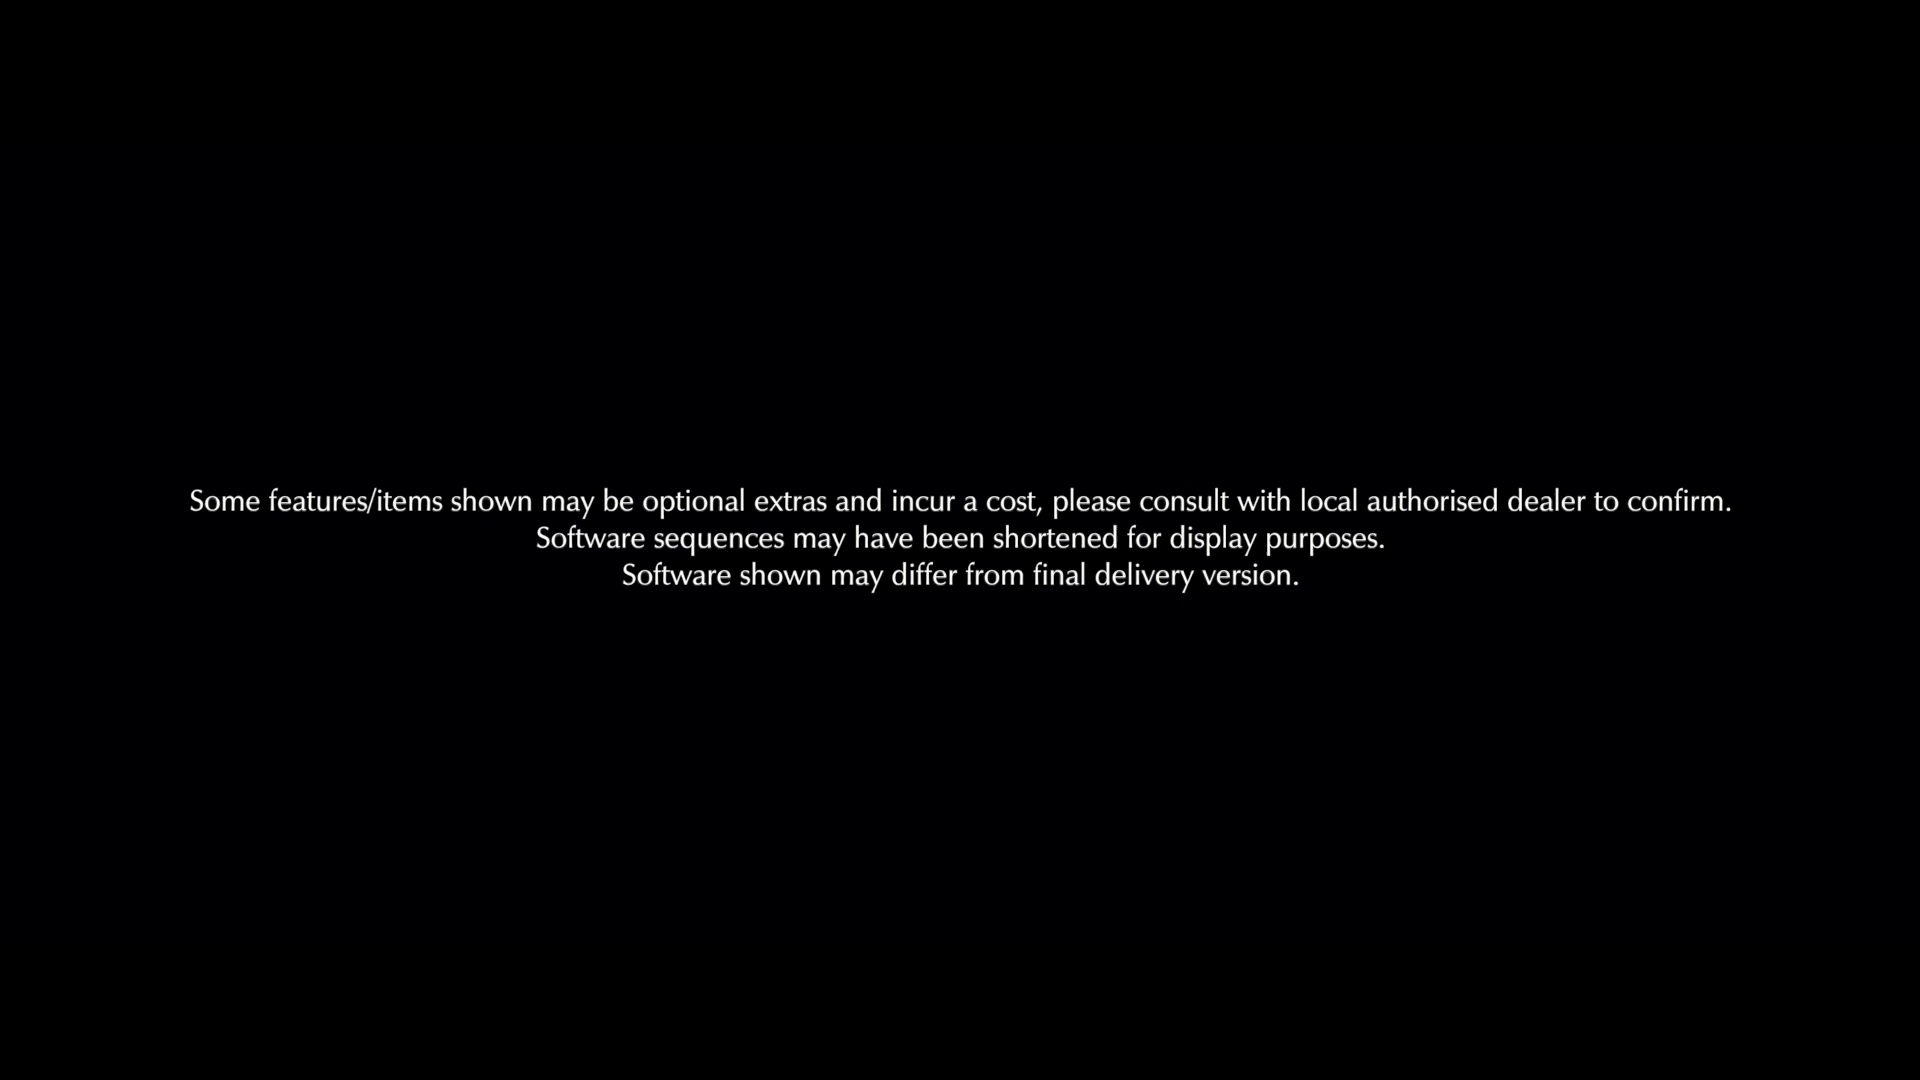 Some features/items shown may be optional extras and incur a cost, please consult with local authorised dealer to confirm.
Software sequences may have been shortened for display purposes.
Software shown may differ from final delivery version.